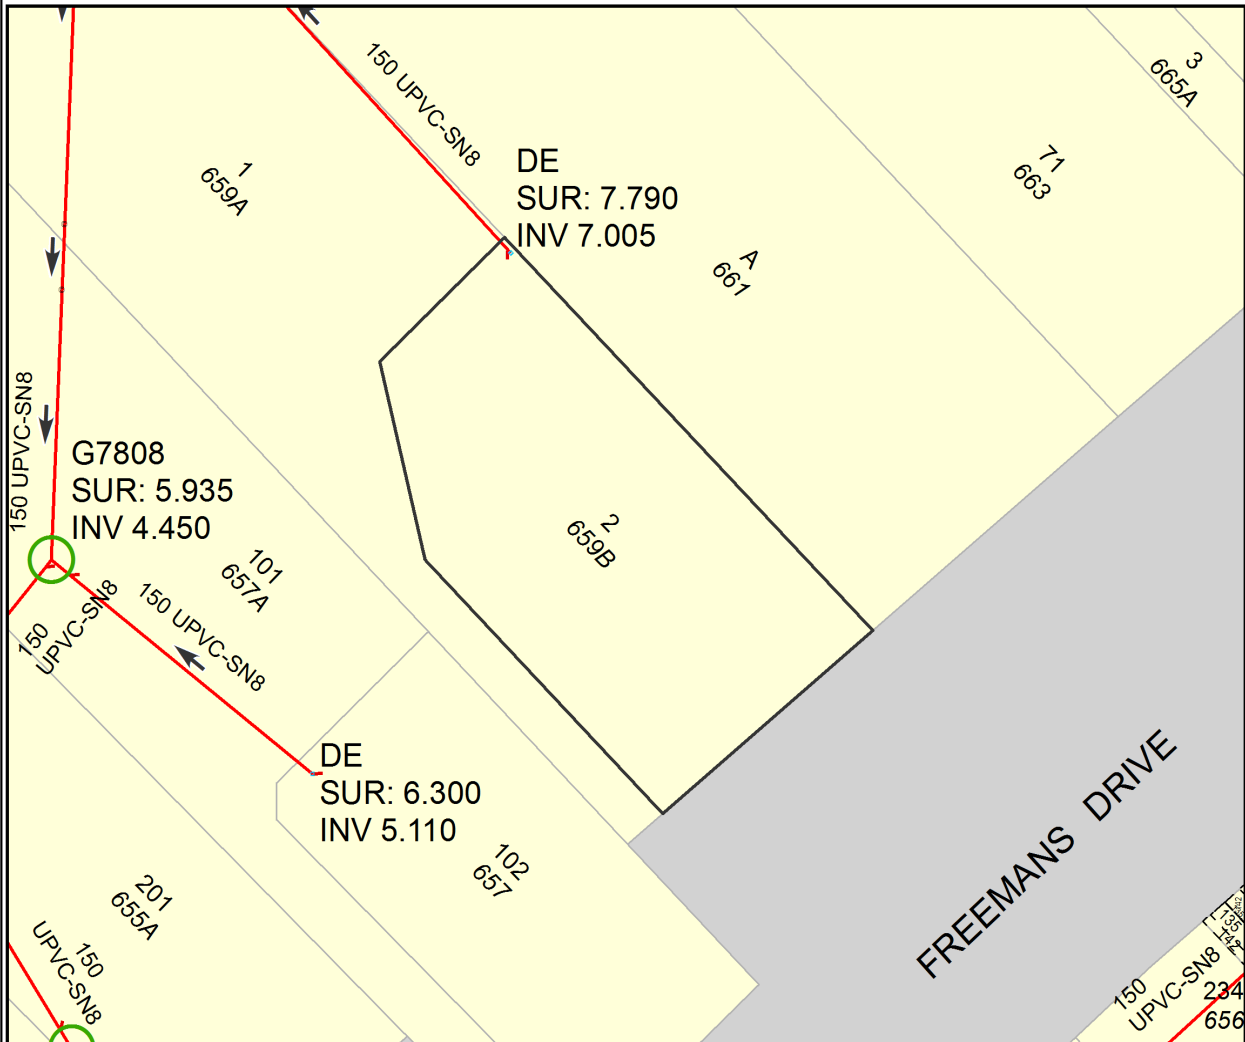 150 UPVC-SN8
3
665A
1
659A
DE
SUR: 7.790
INV 7.005
71
663
A
661
150 UPVC-SN8
G7808
SUR: 5.935
INV 4.450
2
659B
101
657A
150 UPVC-SN8
150
UPVC-SN8
DE
SUR: 6.300
INV 5.110
102
657
FREEMANS DRIVE
201
655A
150
UPVC-SN8
135
742
150
UPVC-SN8
234
656